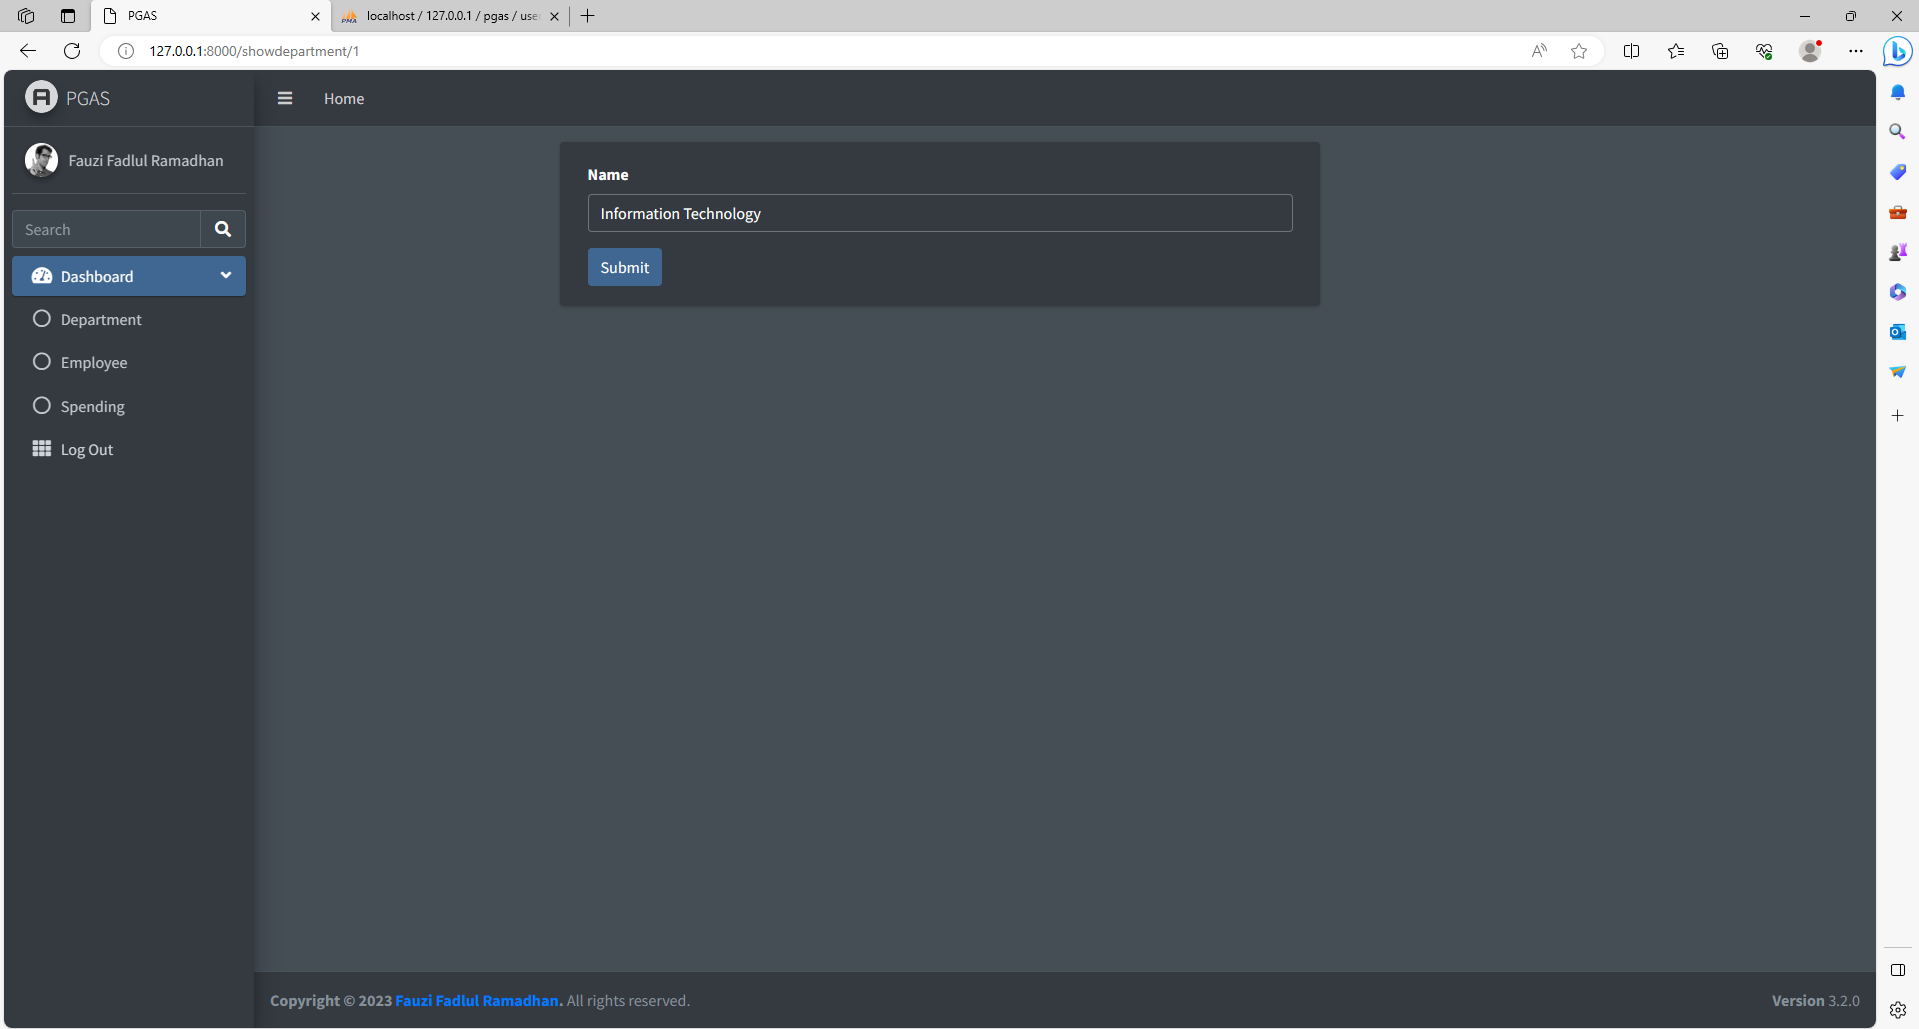 PGAS
localhost / 127.0.0.1 / pgas / use
127.0.0.1:8000/showdepartment/1
PGAS
Home
Fauzi Fadlul Ramadhan
Search
Dashboard
Department
Employee
Spending
Log Out
Name
Information Technology
Submit
Copyright © 2023 Fauzi Fadlul Ramadhan. All rights reserved.
Version 3.2.0